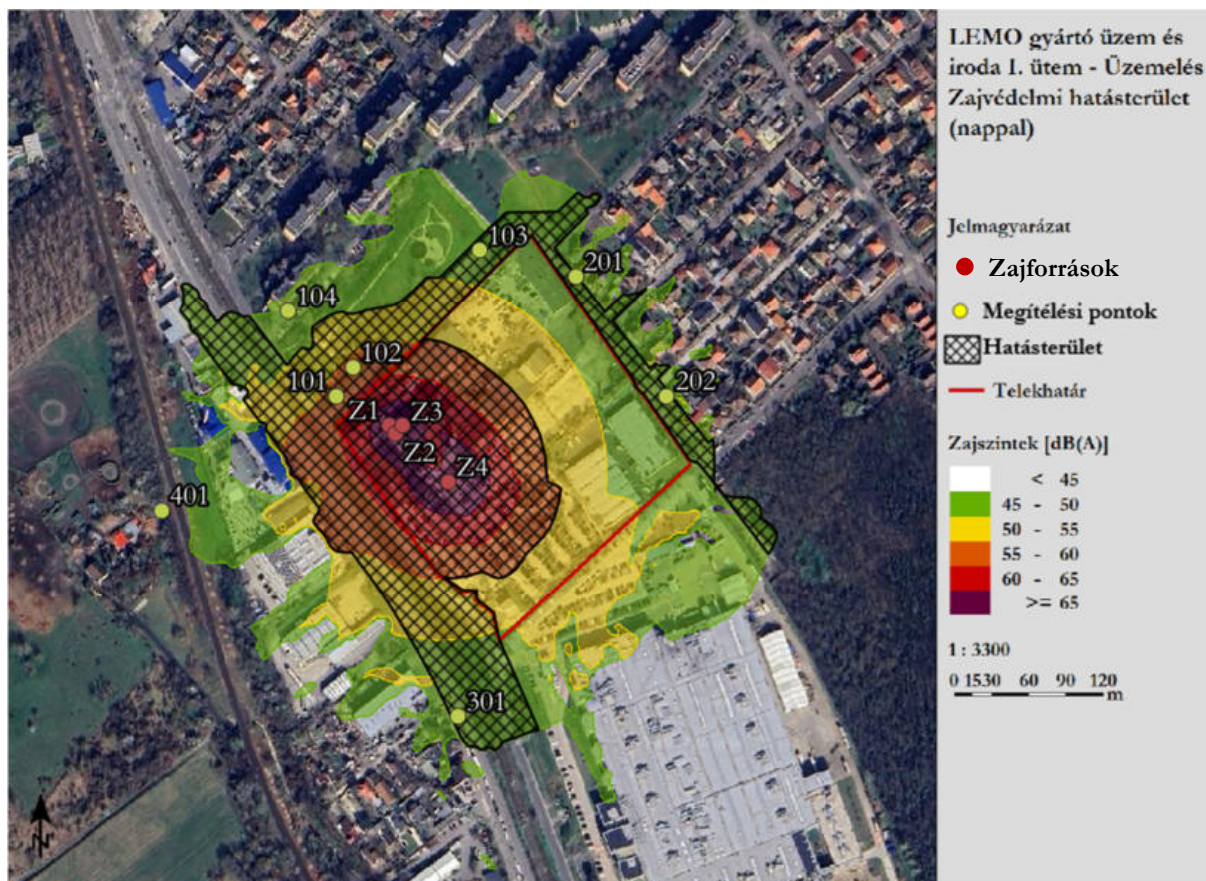 LEMO gyártó üzem és
iroda I. ütem - Üzemelés
Zajvédelmi hatásterület
(nappal)
Jelmagyarázat
Zajforrások
Megítélési pontok
Hatásterület
Telekhatár
Zajszintek [dB(A)]
< 45
45 - 50
50 - 55
55 - 60
60 - 65
>= 65
1 : 3300
0 15 30 60 90 120
m
103
201
104
102
101
202
Z1
Z3
Z2
Z4
401
301